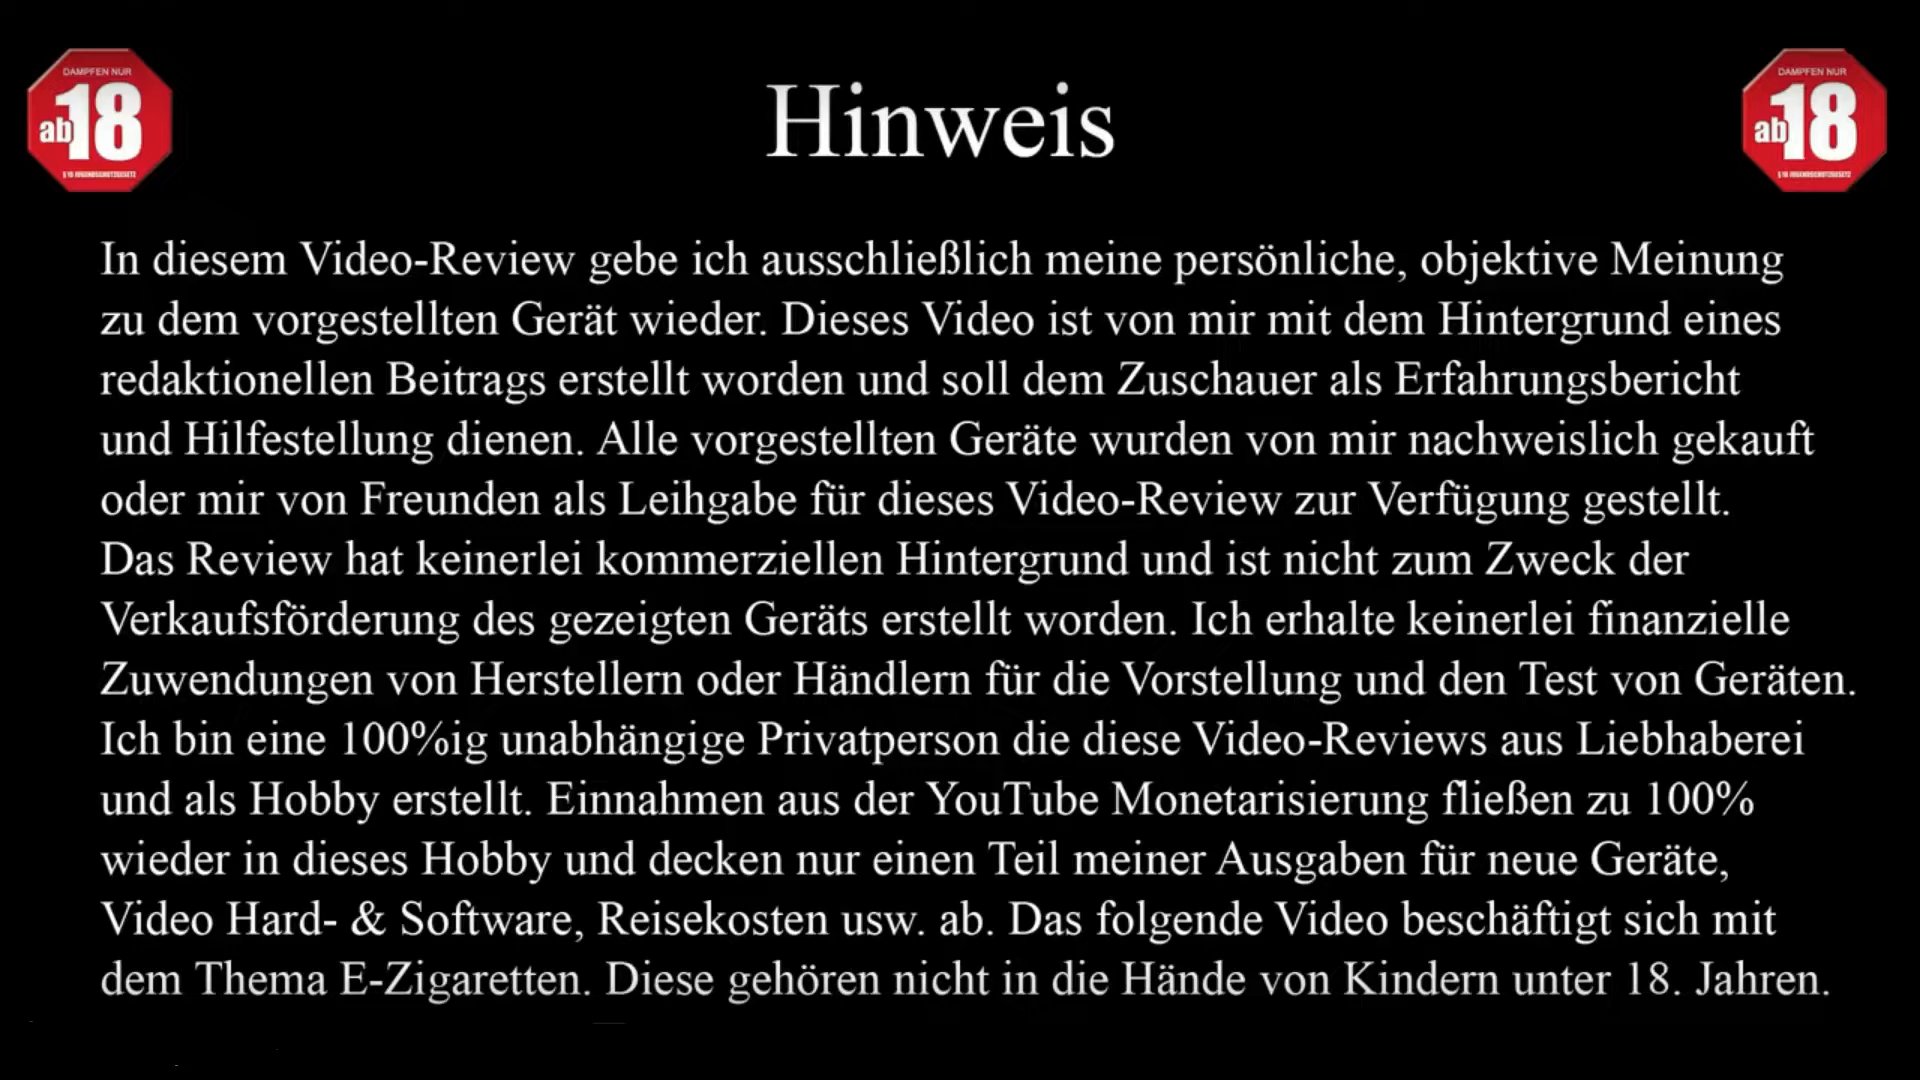 DAMPFEN NUR
ab 18
§ 10 JUGENDSCHUTZGESETZ
Hinweis
DAMPFEN NUR
ab 18
§ 10 JUGENDSCHUTZGESETZ
In diesem Video-Review gebe ich ausschließlich meine persönliche, objektive Meinung
zu dem vorgestellten Gerät wieder. Dieses Video ist von mir mit dem Hintergrund eines
redaktionellen Beitrags erstellt worden und soll dem Zuschauer als Erfahrungsbericht
und Hilfestellung dienen. Alle vorgestellten Geräte wurden von mir nachweislich gekauft
oder mir von Freunden als Leihgabe für dieses Video-Review zur Verfügung gestellt.
Das Review hat keinerlei kommerziellen Hintergrund und ist nicht zum Zweck der
Verkaufsförderung des gezeigten Geräts erstellt worden. Ich erhalte keinerlei finanzielle
Zuwendungen von Herstellern oder Händlern für die Vorstellung und den Test von Geräten.
Ich bin eine 100%ig unabhängige Privatperson die diese Video-Reviews aus Liebhaberei
und als Hobby erstellt. Einnahmen aus der YouTube Monetarisierung fließen zu 100%
wieder in dieses Hobby und decken nur einen Teil meiner Ausgaben für neue Geräte,
Video Hard- & Software, Reisekosten usw. ab. Das folgende Video beschäftigt sich mit
dem Thema E-Zigaretten. Diese gehören nicht in die Hände von Kindern unter 18. Jahren.